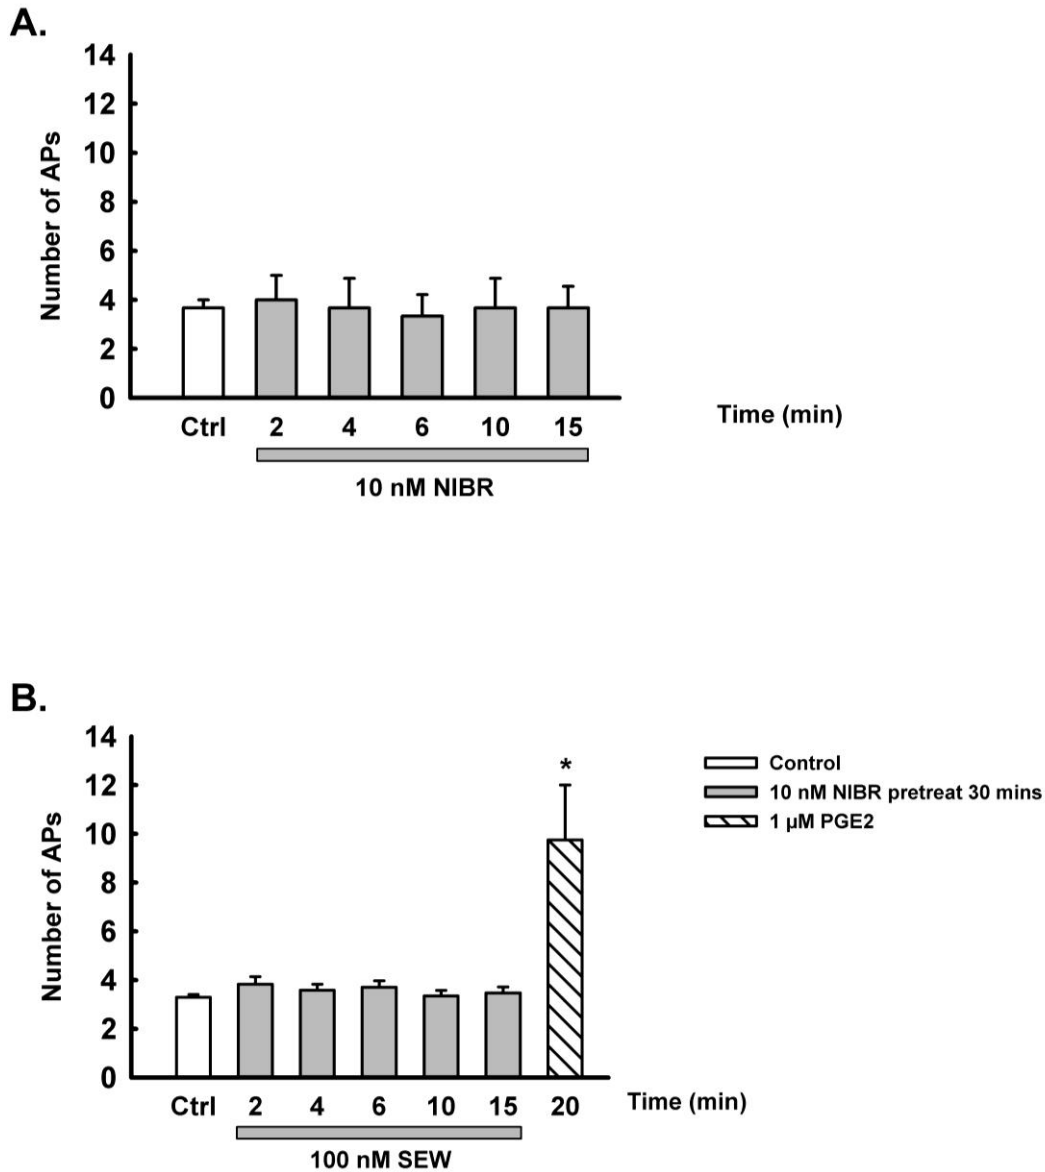 A.
Number of APs
14
12
10
8
6
4
2
0
Ctrl 2 4 6 10 15 Time (min)
10 nM NIBR
B.
Number of APs
14
12
10
8
6
4
2
0
*
Control
10 nM NIBR pretreat 30 mins
1 µM PGE2
Ctrl 2 4 6 10 15 20 Time (min)
100 nM SEW